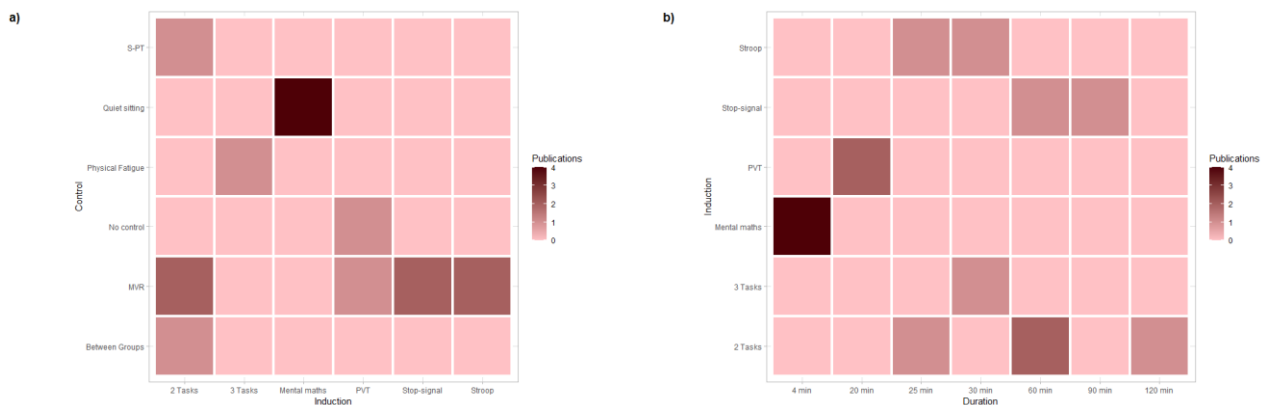 a)
S-PT
Quiet sitting
Physical Fatigue
No control
MVR
Between Groups
Control
2 Tasks 3 Tasks Mental maths PVT Stop-signal Stroop
Induction
Publications
4
3
2
1
0
b)
Stroop
Stop-signal
PVT
Mental maths
3 Tasks
2 Tasks
Induction
4 min 20 min 25 min 30 min 60 min 90 min 120 min
Duration
Publications
4
3
2
1
0